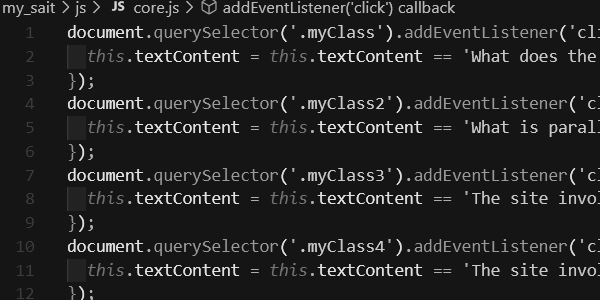 my_sait > js > JS core.js > addEventListener('click') callback
1 document.querySelector('.myClass').addEventListener('cli
2 this.textContent = this.textContent == 'What does the
3 });
4 document.querySelector('.myClass2').addEventListener('cl
5 this.textContent = this.textContent == 'What is paral
6 });
7 document.querySelector('.myClass3').addEventListener('cl
8 this.textContent = this.textContent == 'The site invo
9 });
10 document.querySelector('.myClass4').addEventListener('cl
11 this.textContent = this.textContent == 'The site invo
12 });